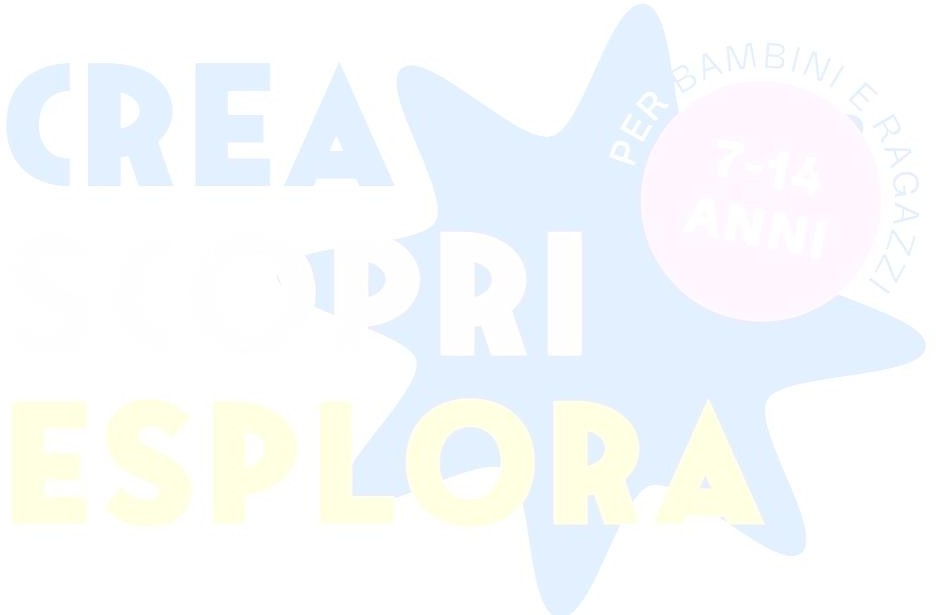 CREA
SCOPRI
ESPLORA
PER BAMBINI E RAGAZZI
7-14
ANNI